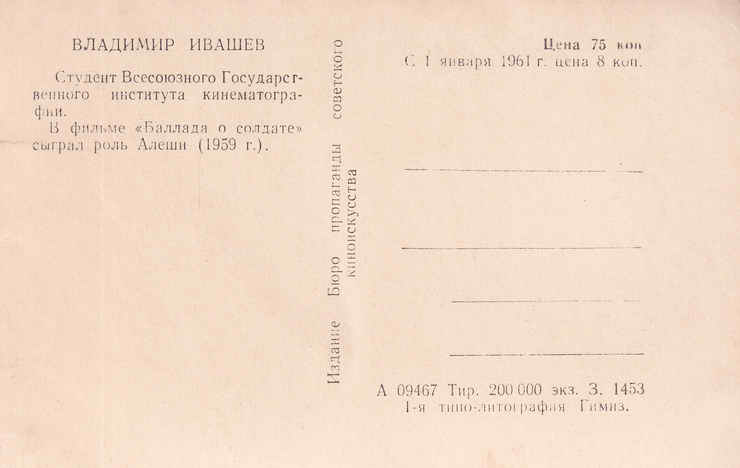 ВЛАДИМИР ИВАШЕВ
Студент Всесоюзного Государст-
венного института кинематогра-
фии.
В фильме «Баллада о солдате»
сыграл роль Алеши (1959 г.).
Издание Бюро пропаганды советского
киноискусства
Цена 75 коп
С 1 января 1961 г. цена 8 коп.
А 09467 Тир. 200 000 экз. З. 1453
1-я типо-литография Гимиз.